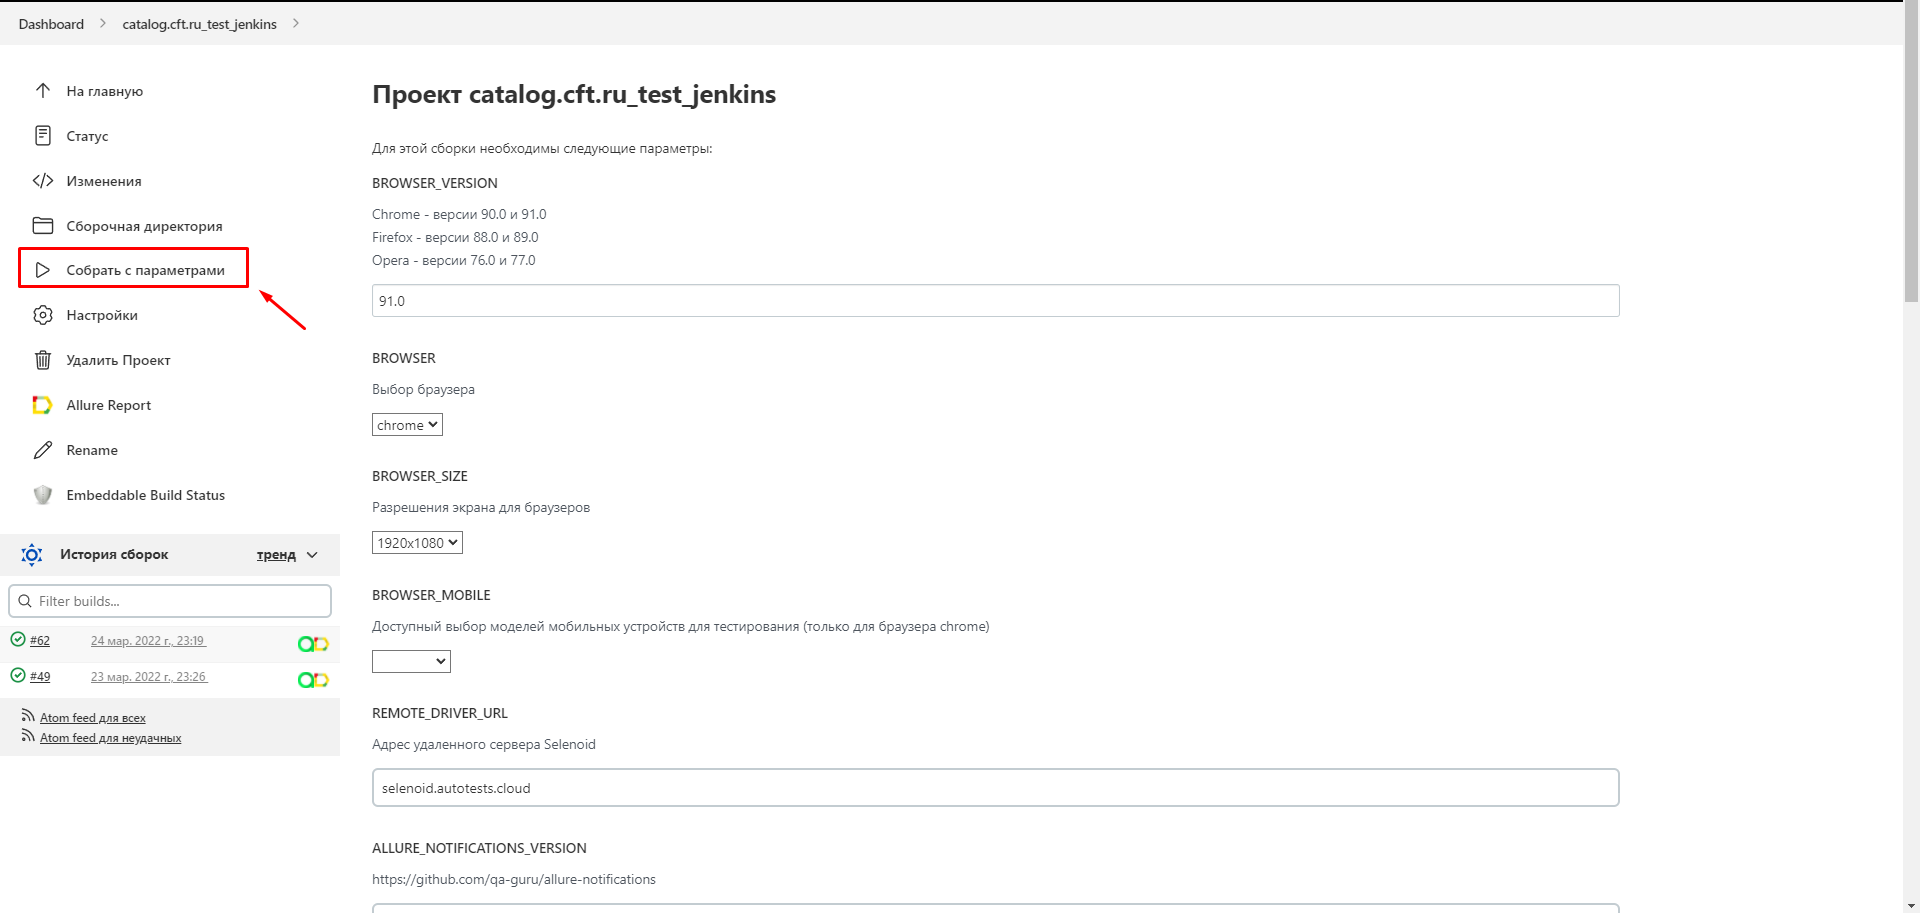 Dashboard
catalog.cft.ru_test_jenkins
На главную
Статус
Изменения
Сборочная директория
Собрать с параметрами
Настройки
Удалить Проект
Allure Report
Rename
Embeddable Build Status
История сборок
тренд
Filter builds...
#62 24 мар. 2022 г., 23:19
#49 23 мар. 2022 г., 23:26
Atom feed для всех
Atom feed для неудачных
Проект catalog.cft.ru_test_jenkins
Для этой сборки необходимы следующие параметры:
BROWSER_VERSION
Chrome - версии 90.0 и 91.0
Firefox - версии 88.0 и 89.0
Opera - версии 76.0 и 77.0
91.0
BROWSER
Выбор браузера
chrome
BROWSER_SIZE
Разрешения экрана для браузеров
1920x1080
BROWSER_MOBILE
Доступный выбор моделей мобильных устройств для тестирования (только для браузера chrome)
REMOTE_DRIVER_URL
Адрес удаленного сервера Selenoid
selenoid.autotests.cloud
ALLURE_NOTIFICATIONS_VERSION
https://github.com/qa-guru/allure-notifications